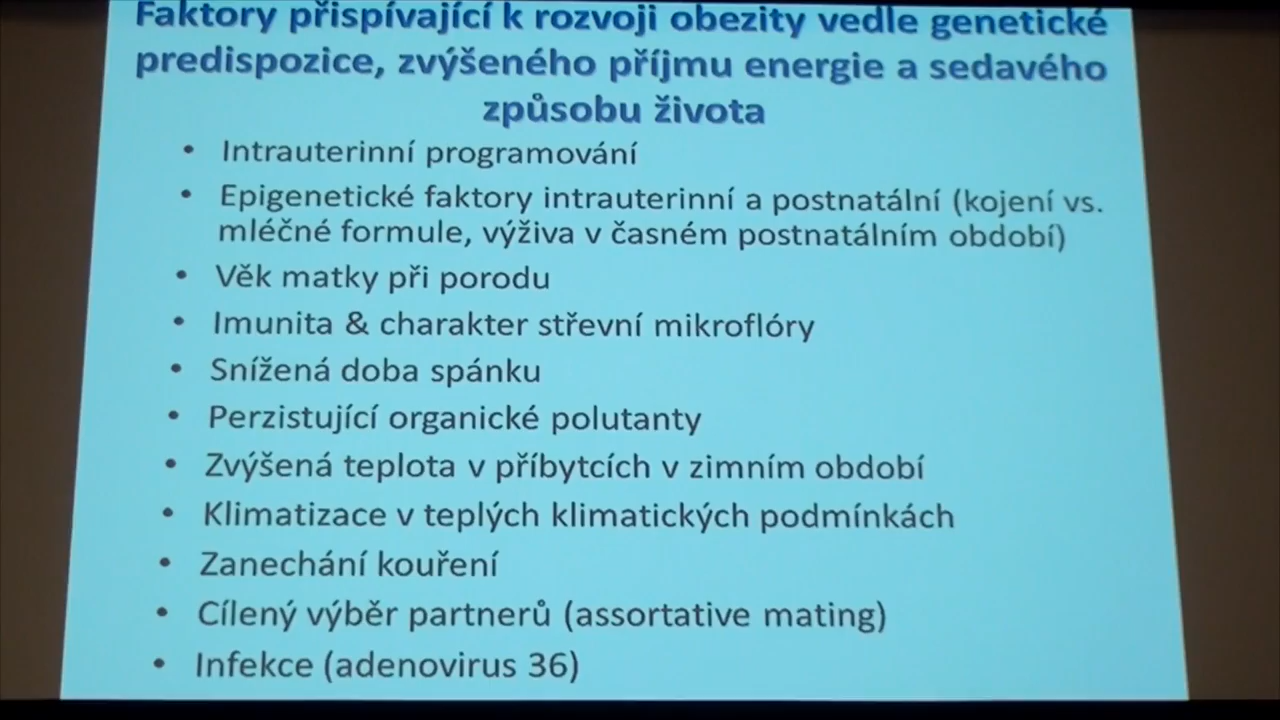 Faktory přispívající k rozvoji obezity vedle genetické
predispozice, zvýšeného příjmu energie a sedavého
způsobu života
• Intrauterinní programování
• Epigenetické faktory intrauterinní a postnatální (kojení vs.
mléčné formule, výživa v časném postnatálním období)
• Věk matky při porodu
• Imunita & charakter střevní mikroflóry
• Snížená doba spánku
• Perzistující organické polutanty
• Zvýšená teplota v příbytcích v zimním období
• Klimatizace v teplých klimatických podmínkách
• Zanechání kouření
• Cílený výběr partnerů (assortative mating)
• Infekce (adenovirus 36)